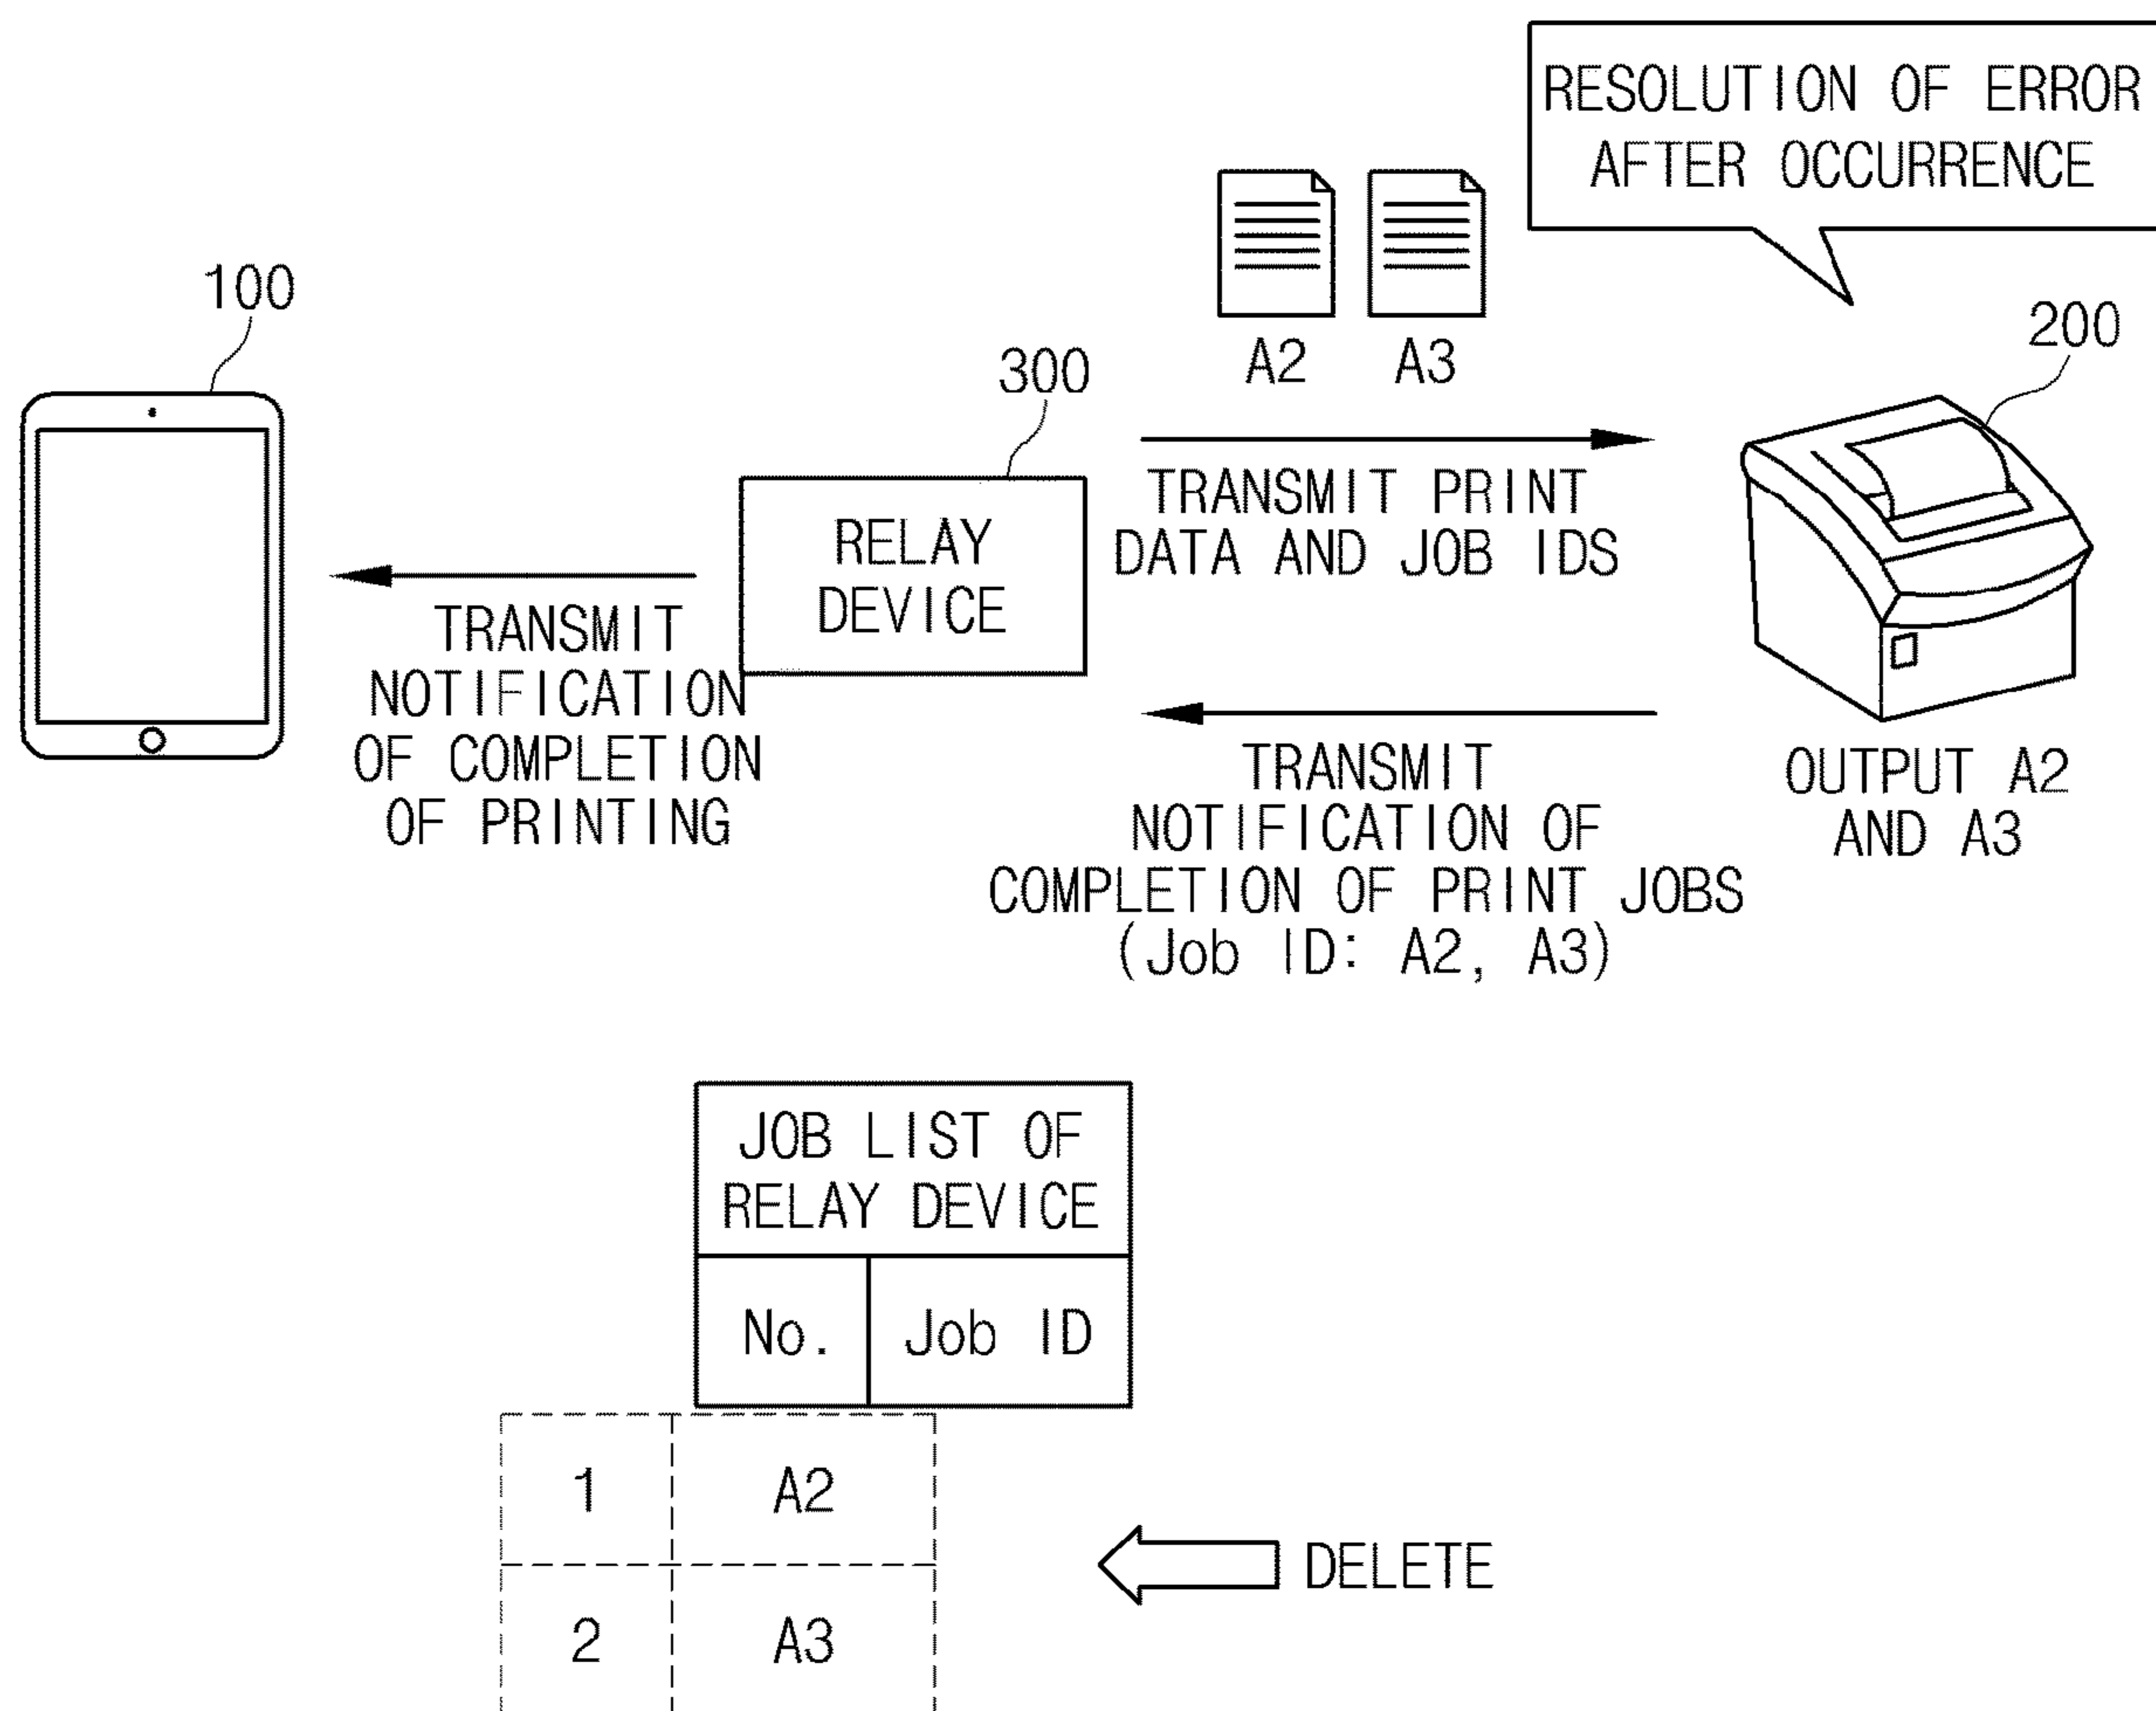 RESOLUTION OF ERROR
AFTER OCCURRENCE
100
A2
A3
200
300
TRANSMIT PRINT
DATA AND JOB IDS
RELAY
DEVICE
TRANSMIT
NOTIFICATION
OF COMPLETION
OF PRINTING
TRANSMIT
NOTIFICATION OF
COMPLETION OF PRINT JOBS
(Job ID: A2, A3)
OUTPUT A2
AND A3
JOB LIST OF
RELAY DEVICE
No. Job ID
1 A2
2 A3
DELETE